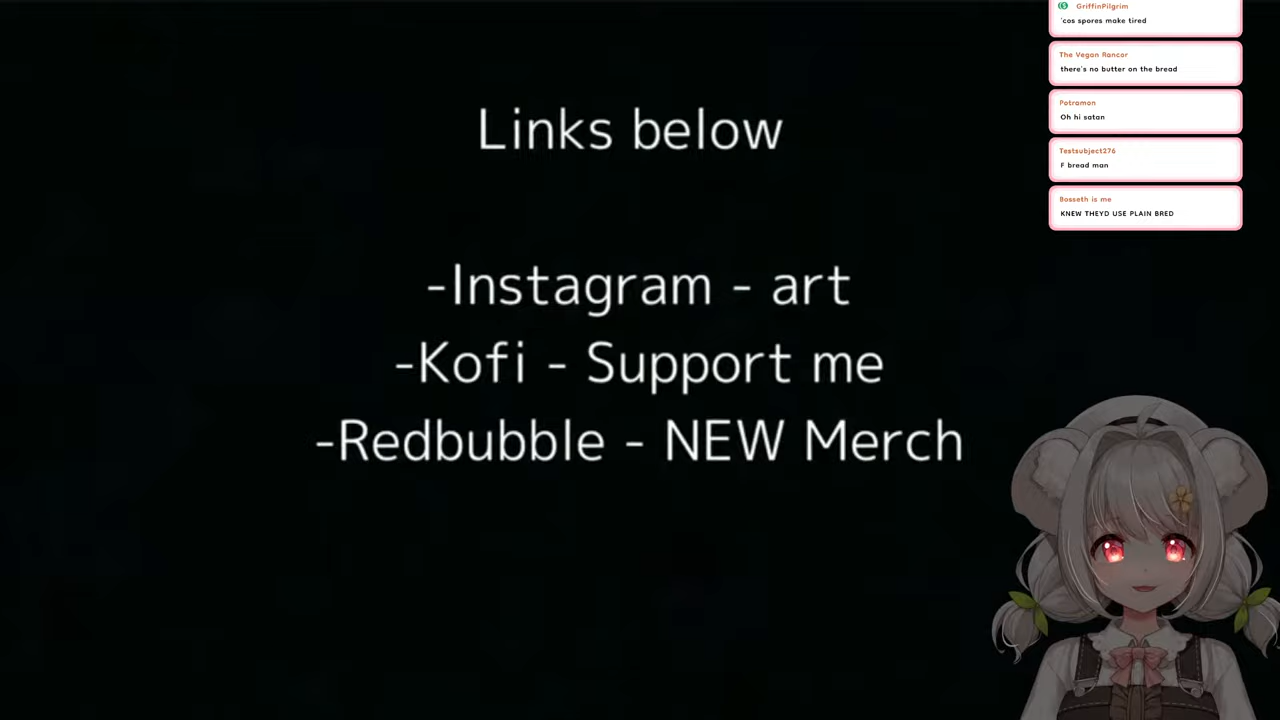 Links below
-Instagram - art
-Kofi - Support me
-Redbubble - NEW Merch
GriffinPilgrim
'cos spores make tired
The Vegan Rancor
there's no butter on the bread
Potramon
Oh hi satan
Testsubject276
F bread man
Bosseth is me
KNEW THEYD USE PLAIN BRED